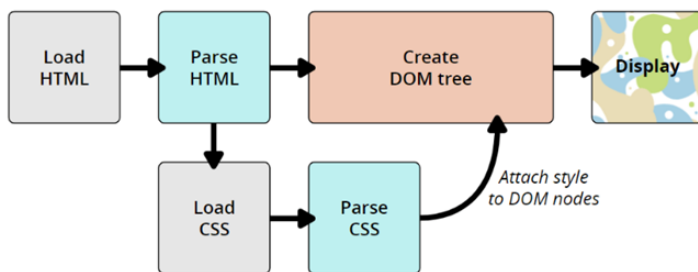 Load
HTML
Parse
HTML
Create
DOM tree
Display
Load
CSS
Parse
CSS
Attach style
to DOM nodes